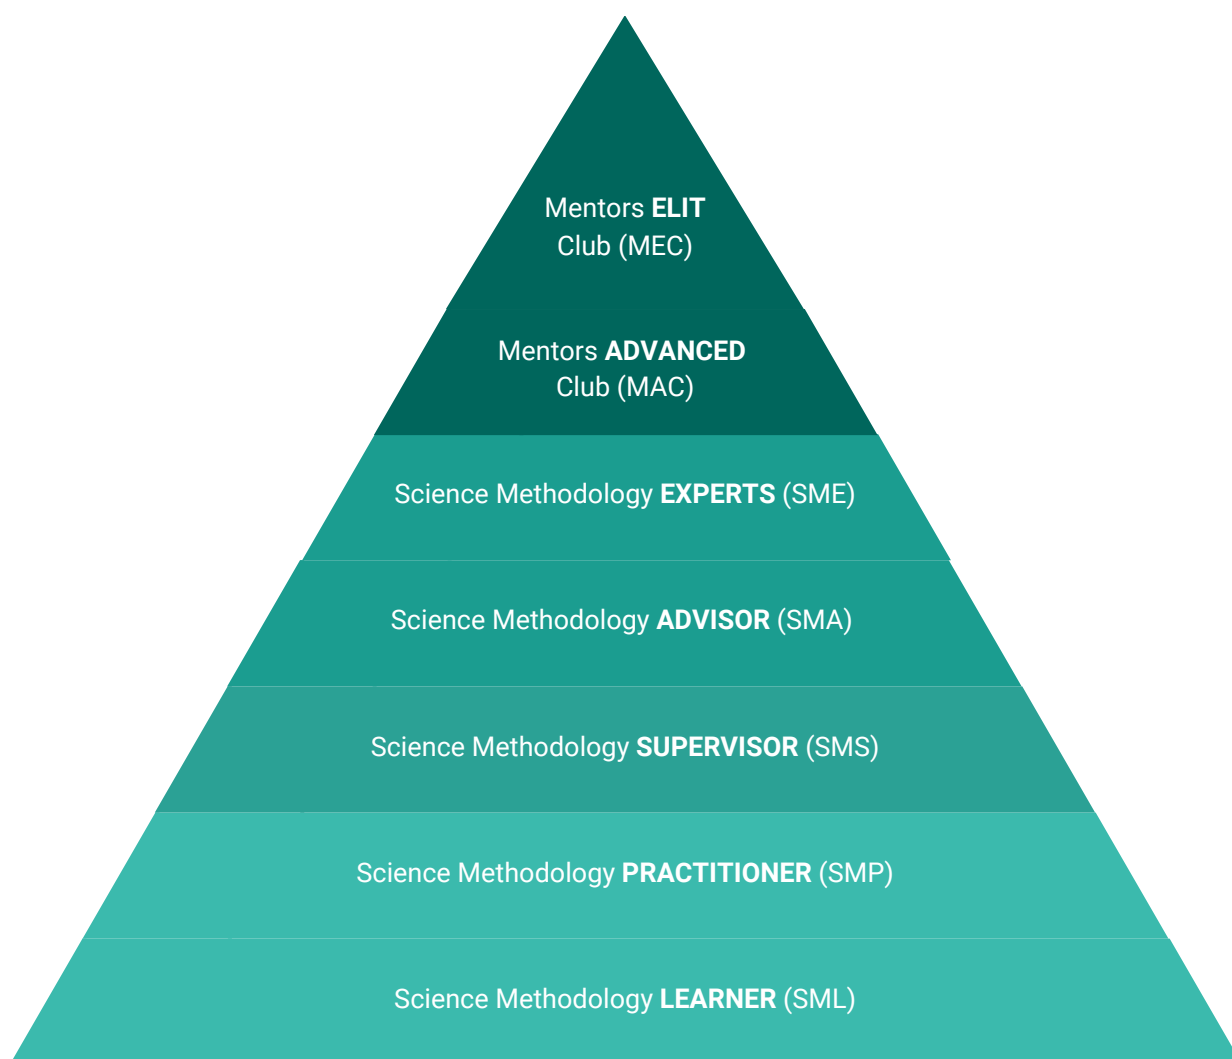 Mentors ELIT
Club (MEC)
Mentors ADVANCED
Club (MAC)
Science Methodology EXPERTS (SME)
Science Methodology ADVISOR (SMA)
Science Methodology SUPERVISOR (SMS)
Science Methodology PRACTITIONER (SMP)
Science Methodology LEARNER (SML)